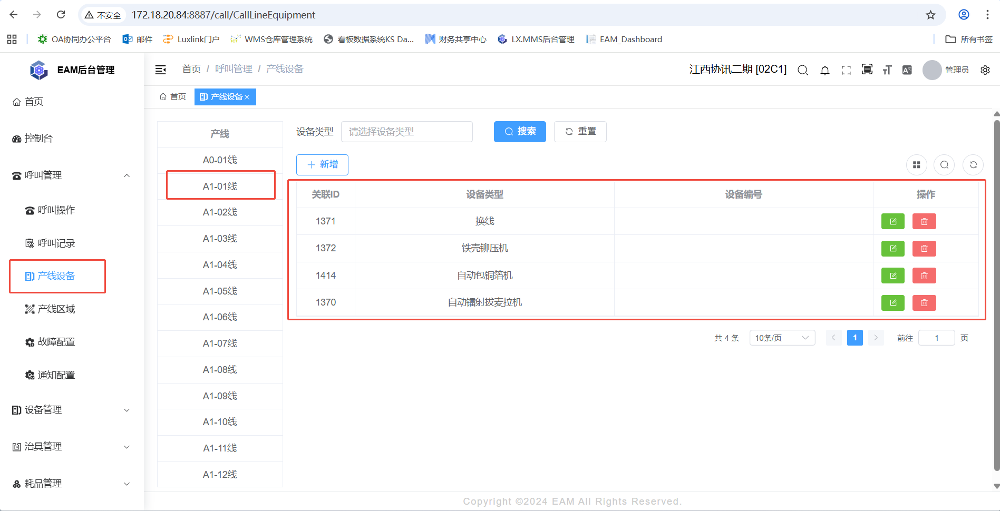 不安全 172.18.20.84:8887/call/CallLineEquipment
OA协同办公平台 邮件 Luxlink门户 WMS仓库管理系统 看板数据系统KS Da... 财务共享中心 LX.MMS后台管理 EAM_Dashboard 所有书签
EAM后台管理
首页 / 呼叫管理 / 产线设备
江西协讯二期 [02C1] 管理员
首页 产线设备
首页
控制台
呼叫管理
呼叫操作
呼叫记录
产线设备
产线区域
故障配置
通知配置
设备管理
治具管理
耗品管理
产线
A0-01线
A1-01线
A1-02线
A1-03线
A1-04线
A1-05线
A1-06线
A1-07线
A1-08线
A1-09线
A1-10线
A1-11线
A1-12线
设备类型 请选择设备类型 搜索 重置
新增
关联ID 设备类型 设备编号 操作
1371 换线
1372 铁壳铆压机
1414 自动包铜箔机
1370 自动镭射拔麦拉机
共 4 条 10条/页 1 前往 1 页
Copyright ©2024 EAM All Rights Reserved.